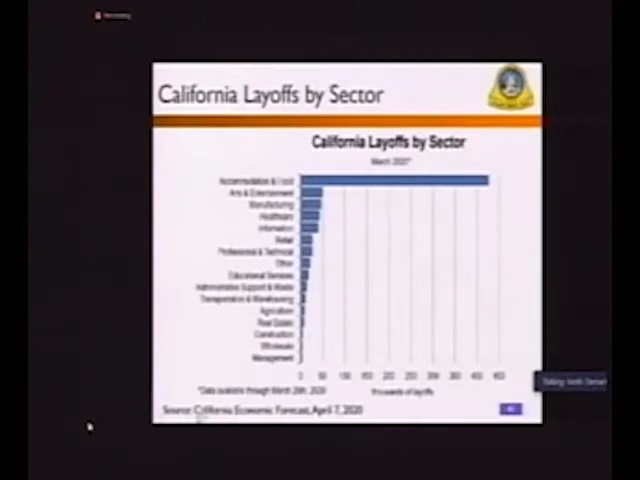 California Layoffs by Sector
California Layoffs by Sector
March 2020*
Accommodation & Food
Arts & Entertainment
Manufacturing
Healthcare
Information
Retail
Professional & Technical
Other
Educational Services
Administrative Support & Waste
Transportation & Warehousing
Agriculture
Real Estate
Construction
Wholesale
Management
0 50 100 150 200 250 300 350 400 450
*Data available through March 2020
thousands of layoffs
Source: California Economic Forecast, April 7, 2020
Talking: